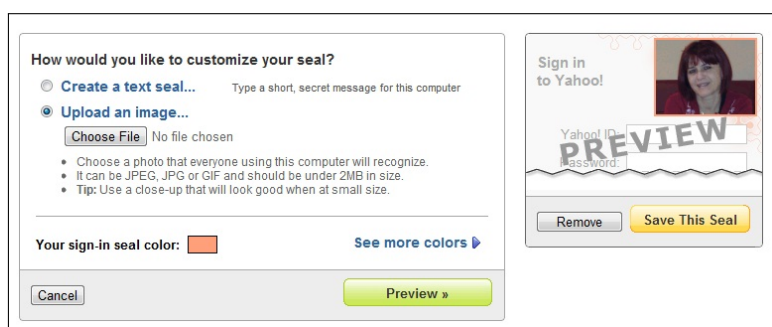 How would you like to customize your seal?
Create a text seal... Type a short, secret message for this computer
Upload an image...
Choose File No file chosen
• Choose a photo that everyone using this computer will recognize.
• It can be JPEG, JPG or GIF and should be under 2MB in size.
• Tip: Use a close-up that will look good when at small size.
Your sign-in seal color: See more colors
Cancel Preview »
Sign in
to Yahoo!
Yahoo! ID:
PREVIEW
Password:
Remove Save This Seal